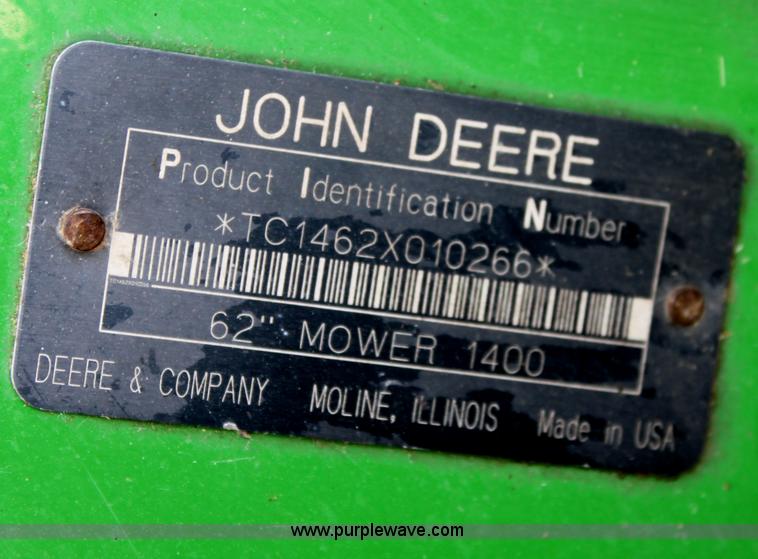 JOHN DEERE
Product Identification Number
*TC1462X010266*
TC1462X010266
62" MOWER 1400
DEERE & COMPANY MOLINE, ILLINOIS Made in USA
www.purplewave.com